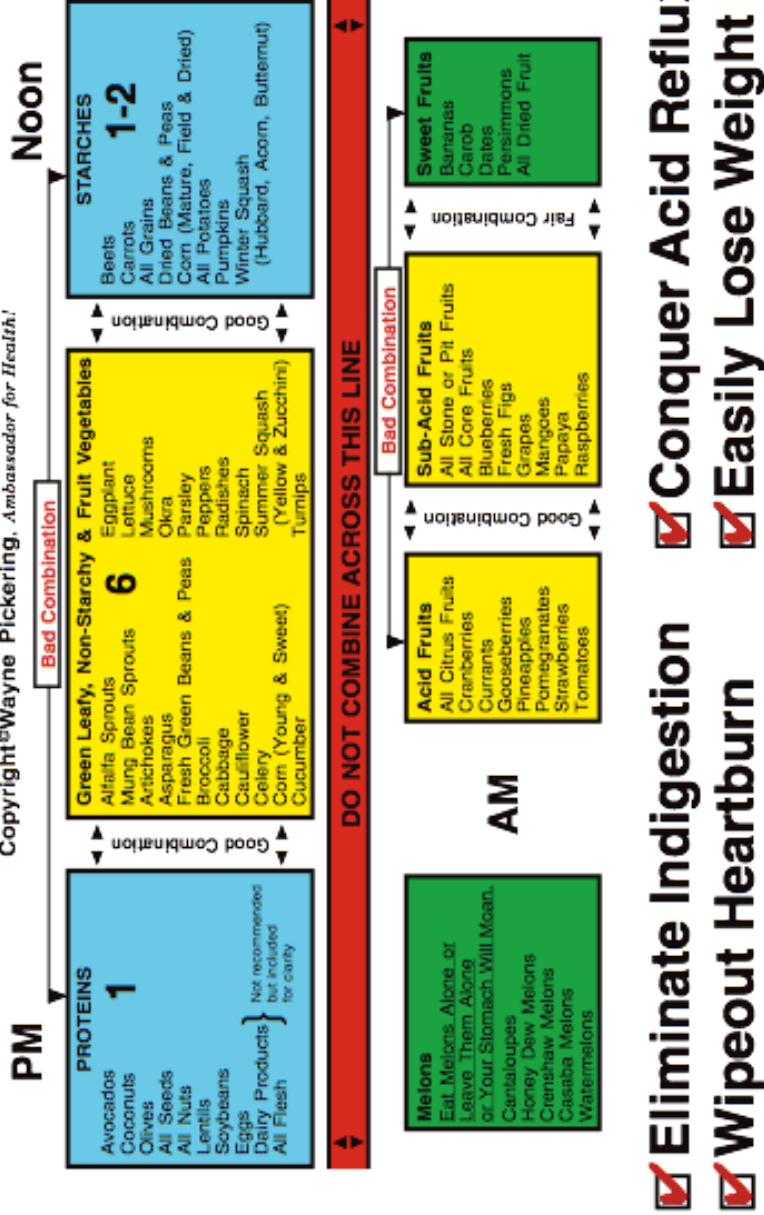 Copyright©Wayne Pickering, Ambassador for Health!
PM
Noon
Bad Combination
PROTEINS
1
Avocados
Coconuts
Olives
All Seeds
All Nuts
Lentils
Soybeans
Eggs
Dairy Products
All Flesh
Not recommended
but included
for clarity
Good Combination
Green Leafy, Non-Starchy & Fruit Vegetables
6
Alfalfa Sprouts
Mung Bean Sprouts
Artichokes
Asparagus
Fresh Green Beans & Peas
Broccoli
Cabbage
Cauliflower
Celery
Corn (Young & Sweet)
Cucumber
Eggplant
Lettuce
Mushrooms
Okra
Parsley
Peppers
Radishes
Spinach
Summer Squash
(Yellow & Zucchini)
Turnips
Good Combination
STARCHES
1-2
Beets
Carrots
All Grains
Dried Beans & Peas
Corn (Mature, Field & Dried)
All Potatoes
Pumpkins
Winter Squash
(Hubbard, Acorn, Butternut)
DO NOT COMBINE ACROSS THIS LINE
Bad Combination
Melons
Eat Melons Alone or
Leave Them Alone
or Your Stomach Will Moan.
Cantaloupes
Honey Dew Melons
Crenshaw Melons
Casaba Melons
Watermelons
AM
Acid Fruits
All Citrus Fruits
Cranberries
Currants
Gooseberries
Pineapples
Pomegranates
Strawberries
Tomatoes
Good Combination
Sub-Acid Fruits
All Stone or Pit Fruits
All Core Fruits
Blueberries
Fresh Figs
Grapes
Mangoes
Papaya
Raspberries
Fair Combination
Sweet Fruits
Bananas
Carob
Dates
Persimmons
All Dried Fruit
Eliminate Indigestion
Conquer Acid Reflux
Wipeout Heartburn
Easily Lose Weight